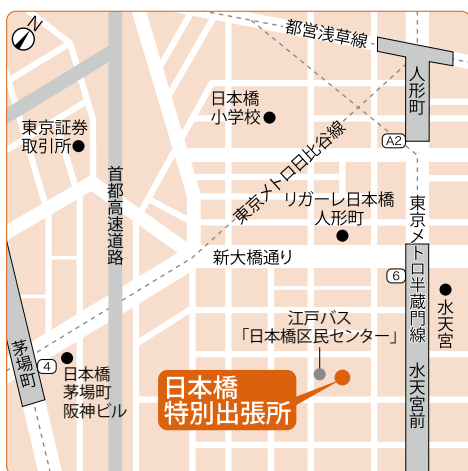 N
都営浅草線
人形町
日本橋
小学校
A2
東京証券
取引所
東京メトロ日比谷線
首都高速道路
リガーレ日本橋
人形町
東京メトロ半蔵門線
新大橋通り
6
水天宮
江戸バス
「日本橋区民センター」
茅場町
4
日本橋
茅場町
阪神ビル
水天宮前
日本橋
特別出張所